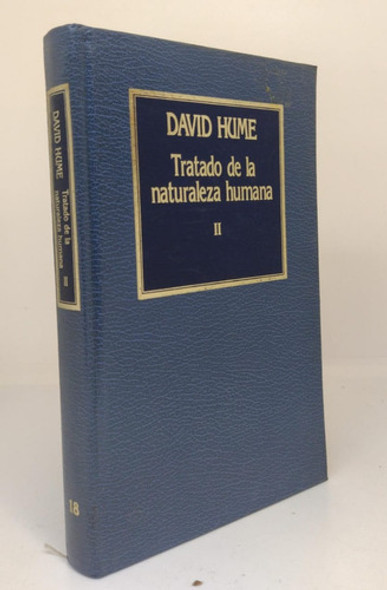 DAVID HUME
Tratado de la
naturaleza humana
II
DAVID HUME
Tratado de la
naturaleza humana
II
18